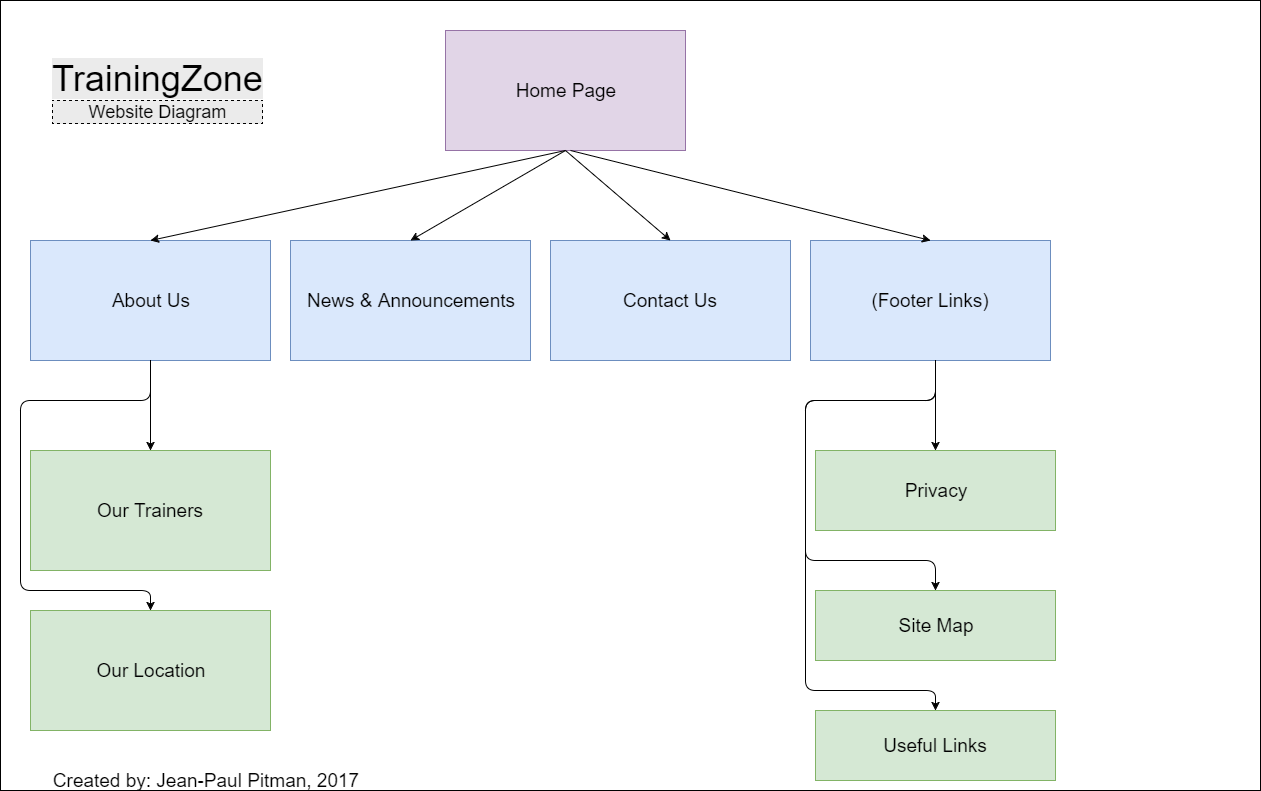 TrainingZone
Website Diagram
Home Page
About Us
News & Announcements
Contact Us
(Footer Links)
Our Trainers
Privacy
Site Map
Our Location
Useful Links
Created by: Jean-Paul Pitman, 2017